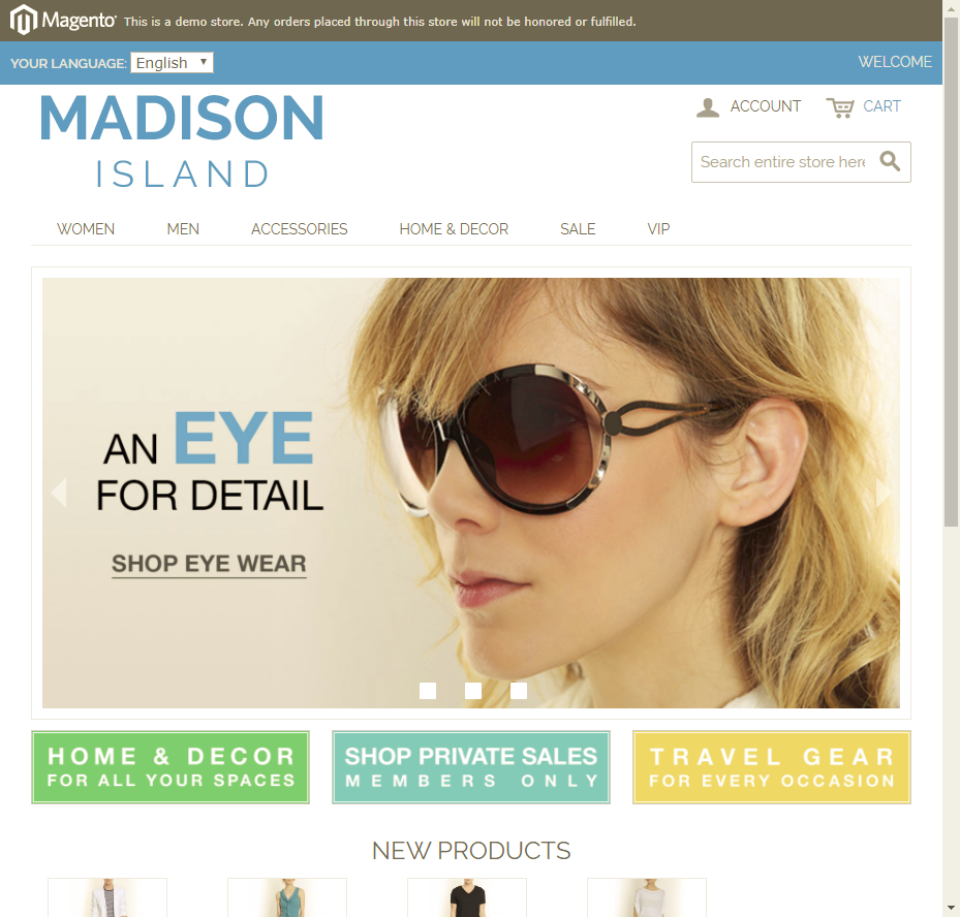 Magento This is a demo store. Any orders placed through this store will not be honored or fulfilled.
YOUR LANGUAGE: English WELCOME
MADISON
ISLAND
ACCOUNT CART
Search entire store here
WOMEN MEN ACCESSORIES HOME & DECOR SALE VIP
AN EYE
FOR DETAIL
SHOP EYE WEAR
HOME & DECOR
FOR ALL YOUR SPACES
SHOP PRIVATE SALES
MEMBERS ONLY
TRAVEL GEAR
FOR EVERY OCCASION
NEW PRODUCTS